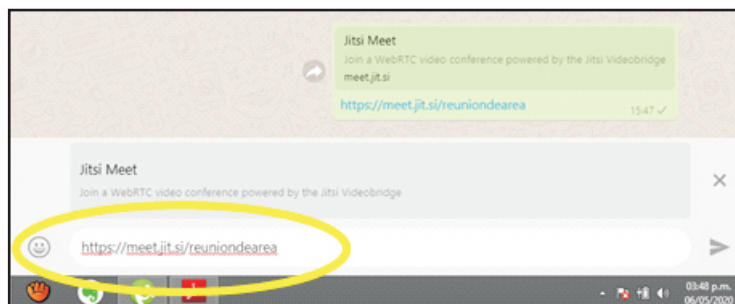 Jitsi Meet
Join a WebRTC video conference powered by the Jitsi Videobridge
meet.jit.si
https://meet.jit.si/reuniondearea
15:47
Jitsi Meet
Join a WebRTC video conference powered by the Jitsi Videobridge
https://meet.jit.si/reuniondearea
03:48 p.m.
06/05/2020